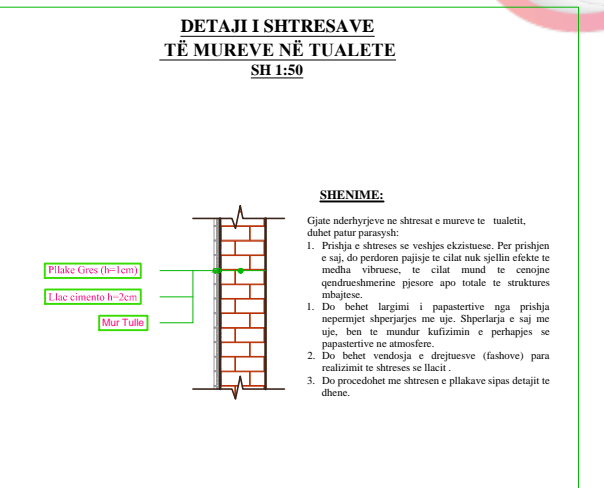 DETAJI I SHTRESAVE
TË MUREVE NË TUALETE
SH 1:50
SHENIME:
Gjate nderhyrjeve ne shtresat e mureve te tualetit,
duhet patur parasysh:
1. Prishja e shtreses se veshjes ekzistuese. Per prishjen
e saj, do perdoren pajisje te cilat nuk sjellin efekte te
medha vibruese, te cilat mund te cenojne
qendrueshmerine pjesore apo totale te struktures
mbajtese.
1. Do behet largimi i papastertive nga prishja
nepermjet shperjarjes me uje. Shperlarja e saj me
uje, ben te mundur kufizimin e perhapjes se
papastertive ne atmosfere.
2. Do behet vendosja e drejtuesve (fashove) para
realizimit te shtreses se llacit .
3. Do procedohet me shtresen e pllakave sipas detajit te
dhene.
Pllake Gres (h=1cm)
Llac cimento h=2cm
Mur Tulle